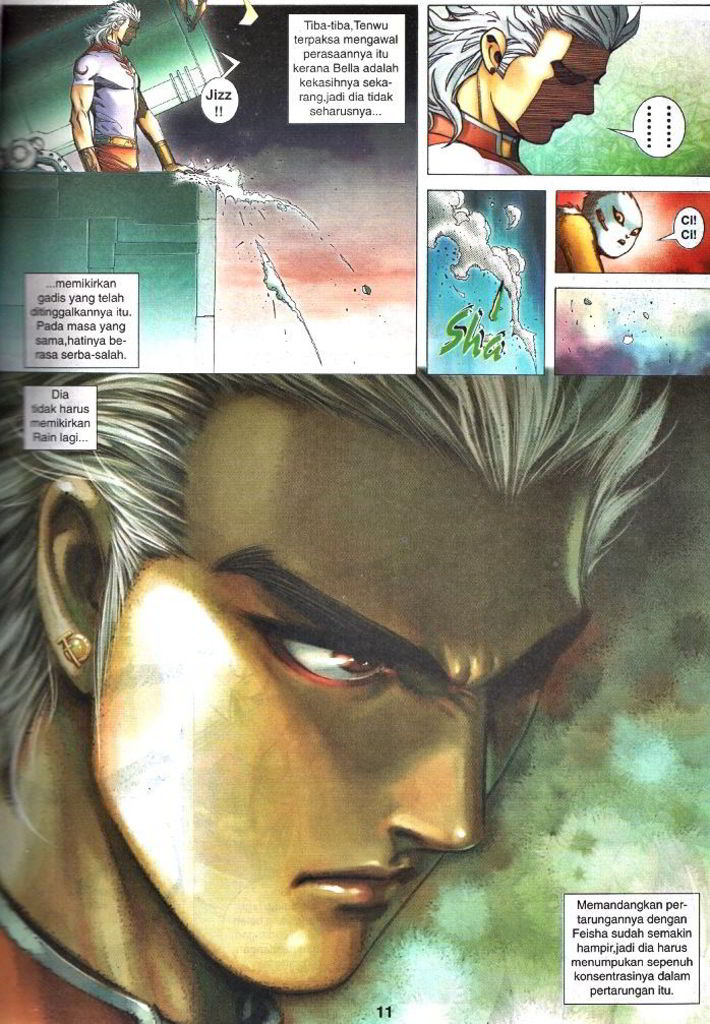 Tiba-tiba,Tenwu
terpaksa mengawal
perasaannya itu
kerana Bella adalah
kekasihnya seka-
rang,jadi dia tidak
seharusnya...
Jizz
!!
...memikirkan
gadis yang telah
ditinggalkannya itu.
Pada masa yang
sama,hatinya be-
rasa serba-salah.
Sha
CI!
CI!
Dia
tidak harus
memikirkan
Rain lagi...
Memandangkan per-
tarungannya dengan
Feisha sudah semakin
hampir,jadi dia harus
menumpukan sepenuh
konsentrasinya dalam
pertarungan itu.
11